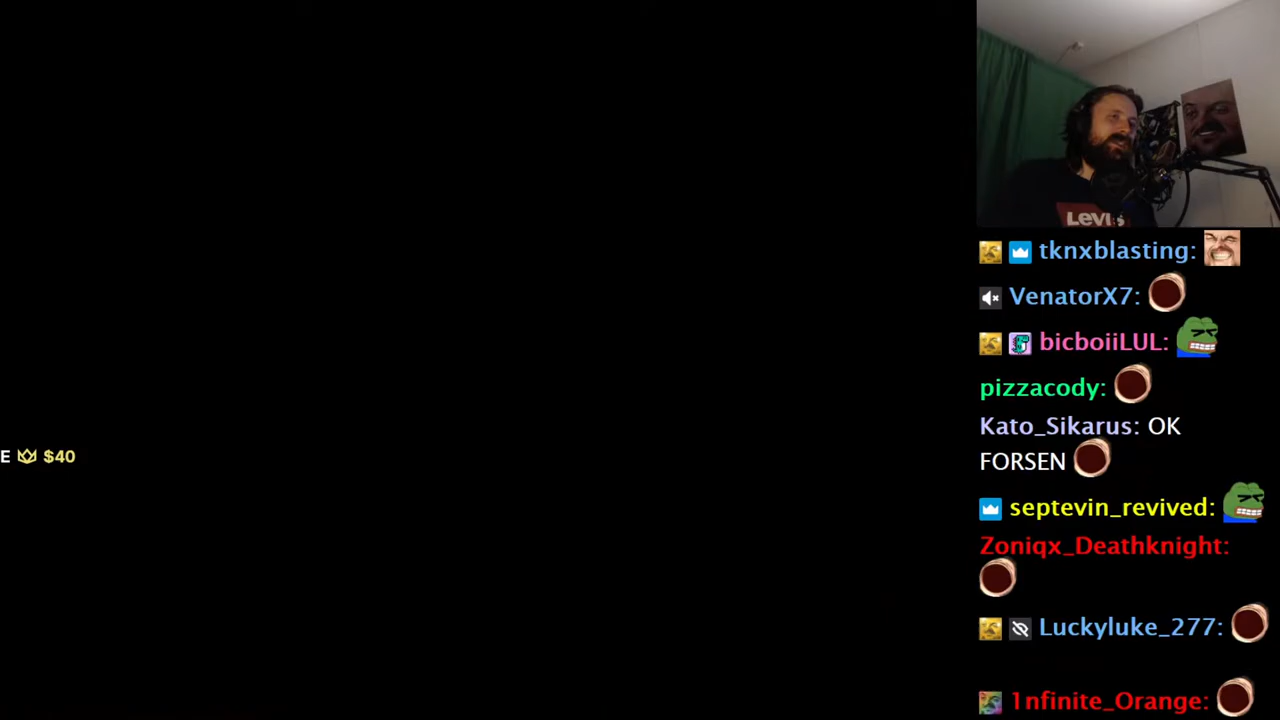 Levi's
tknxblasting:
VenatorX7:
bicboiiLUL:
pizzacody:
Kato_Sikarus: OK
FORSEN
E $40
septevin_revived:
Zoniqx_Deathknight:
Luckyluke_277:
1nfinite_Orange: